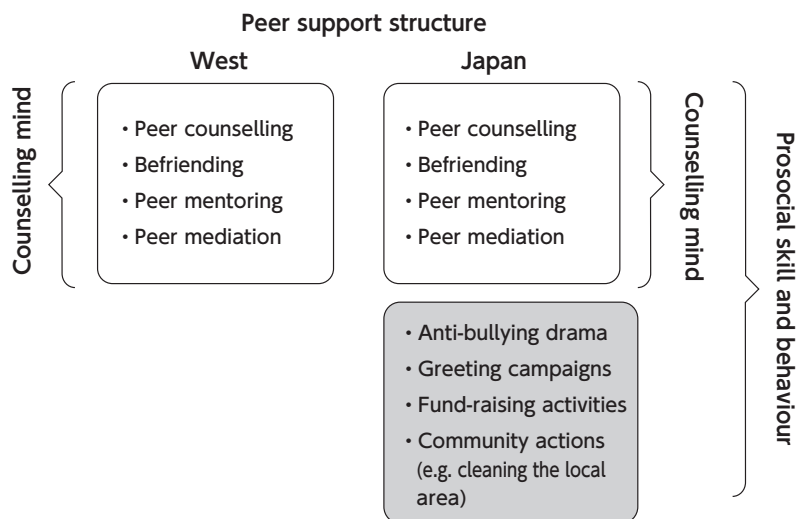 Peer support structure
West
Japan
Counselling mind
• Peer counselling
• Befriending
• Peer mentoring
• Peer mediation
• Peer counselling
• Befriending
• Peer mentoring
• Peer mediation
Counselling mind
Prosocial skill and behaviour
• Anti-bullying drama
• Greeting campaigns
• Fund-raising activities
• Community actions
(e.g. cleaning the local
area)